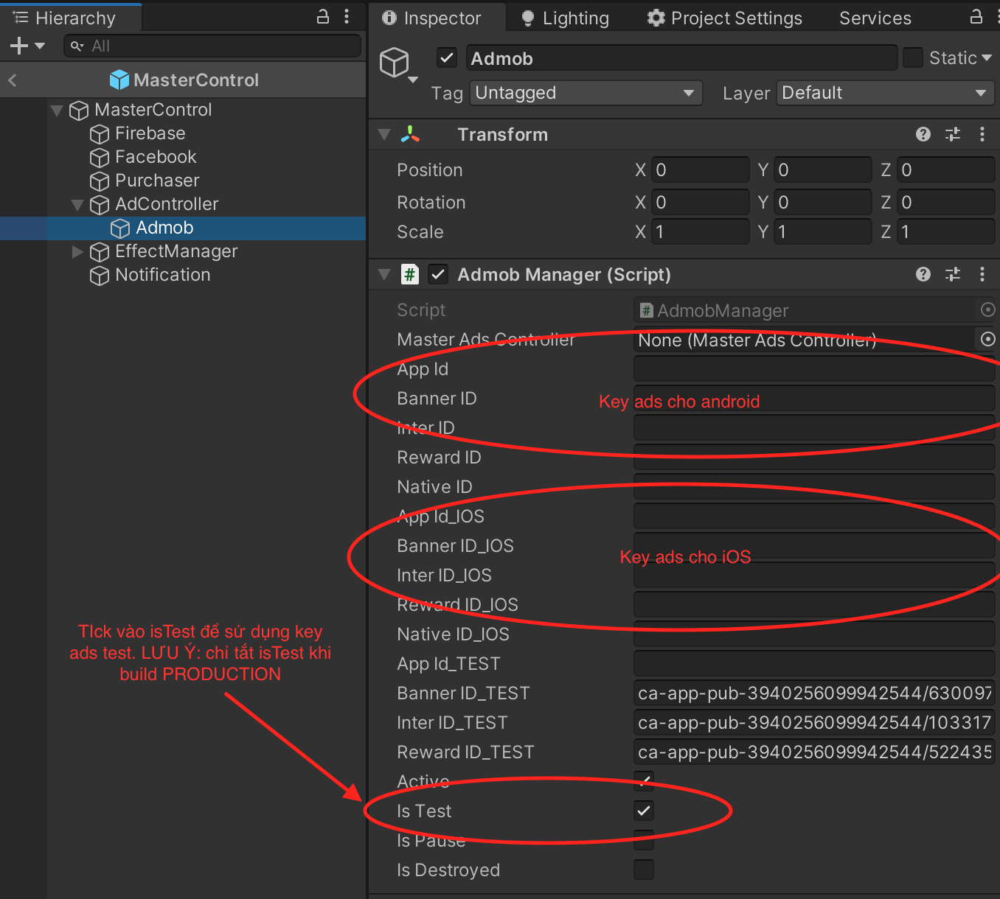 Hierarchy
All
MasterControl
MasterControl
Firebase
Facebook
Purchaser
AdController
Admob
EffectManager
Notification
TIck vào isTest để sử dụng key
ads test. LƯU Ý: chỉ tắt isTest khi
build PRODUCTION
Inspector Lighting Project Settings Services
Admob Static
Tag Untagged Layer Default
Transform
Position X 0 Y 0 Z 0
Rotation X 0 Y 0 Z 0
Scale X 1 Y 1 Z 1
# Admob Manager (Script)
Script # AdmobManager
Master Ads Controller None (Master Ads Controller)
App Id
Banner ID
Key ads cho android
Inter ID
Reward ID
Native ID
App Id_IOS
Banner ID_IOS
Key ads cho iOS
Inter ID_IOS
Reward ID_IOS
Native ID_IOS
App Id_TEST
Banner ID_TEST ca-app-pub-3940256099942544/630097
Inter ID_TEST ca-app-pub-3940256099942544/103317
Reward ID_TEST ca-app-pub-3940256099942544/522435
Active
Is Test
Is Pause
Is Destroyed